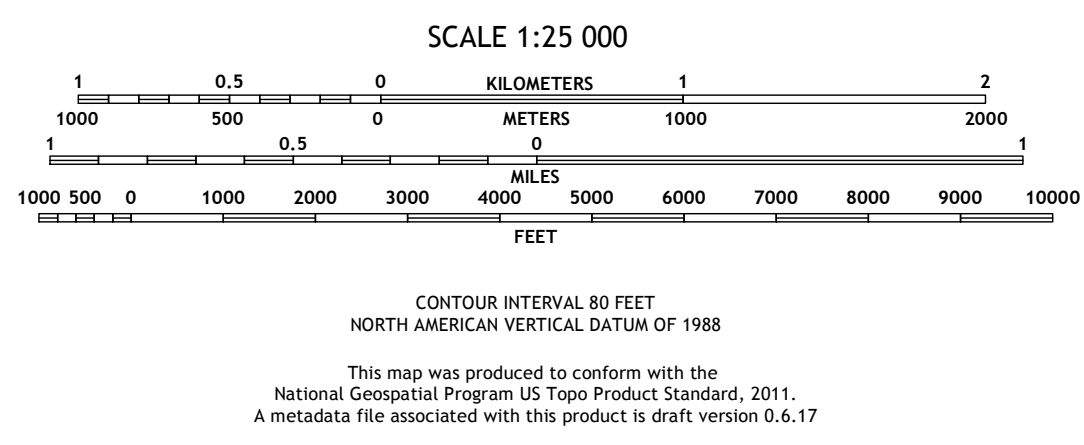 SCALE 1:25 000
1 0.5 0 KILOMETERS 1 2
1000 500 0 METERS 1000 2000
1 0.5 0 1
MILES
1000 500 0 1000 2000 3000 4000 5000 6000 7000 8000 9000 10000
FEET
CONTOUR INTERVAL 80 FEET
NORTH AMERICAN VERTICAL DATUM OF 1988
This map was produced to conform with the
National Geospatial Program US Topo Product Standard, 2011.
A metadata file associated with this product is draft version 0.6.17